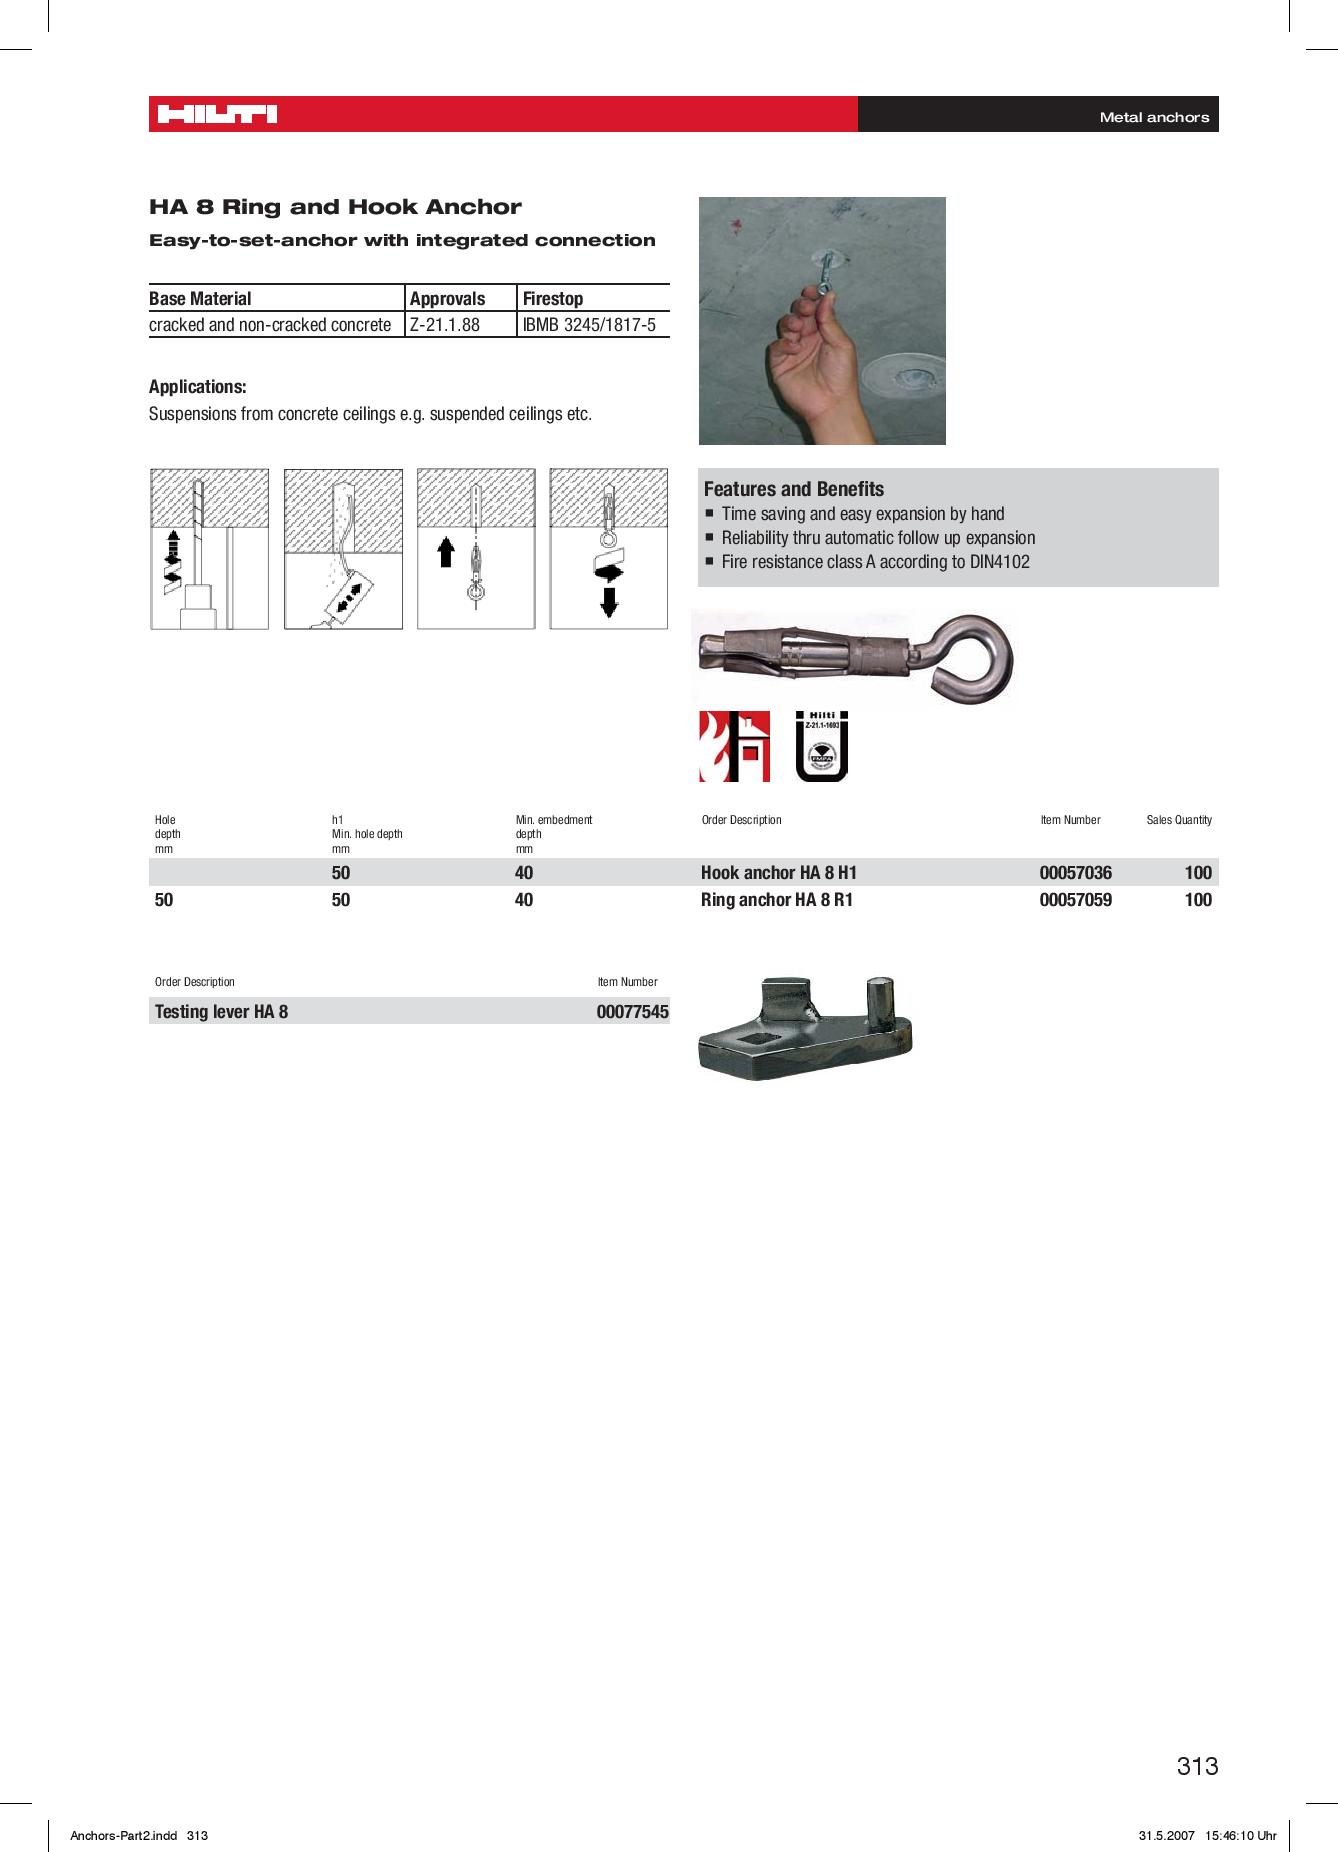 HILTI
Metal anchors
HA 8 Ring and Hook Anchor
Easy-to-set-anchor with integrated connection
Base Material Approvals Firestop
cracked and non-cracked concrete Z-21.1.88 IBMB 3245/1817-5
Applications:
Suspensions from concrete ceilings e.g. suspended ceilings etc.
Features and Benefits
▪ Time saving and easy expansion by hand
▪ Reliability thru automatic follow up expansion
▪ Fire resistance class A according to DIN4102
Hilti
Z-21.1-1693
FMPA
Hole h1 Min. embedment Order Description Item Number Sales Quantity
depth Min. hole depth depth
mm mm mm
50 40 Hook anchor HA 8 H1 00057036 100
50 50 40 Ring anchor HA 8 R1 00057059 100
Order Description Item Number
Testing lever HA 8 00077545
313
Anchors-Part2.indd 313
31.5.2007 15:46:10 Uhr